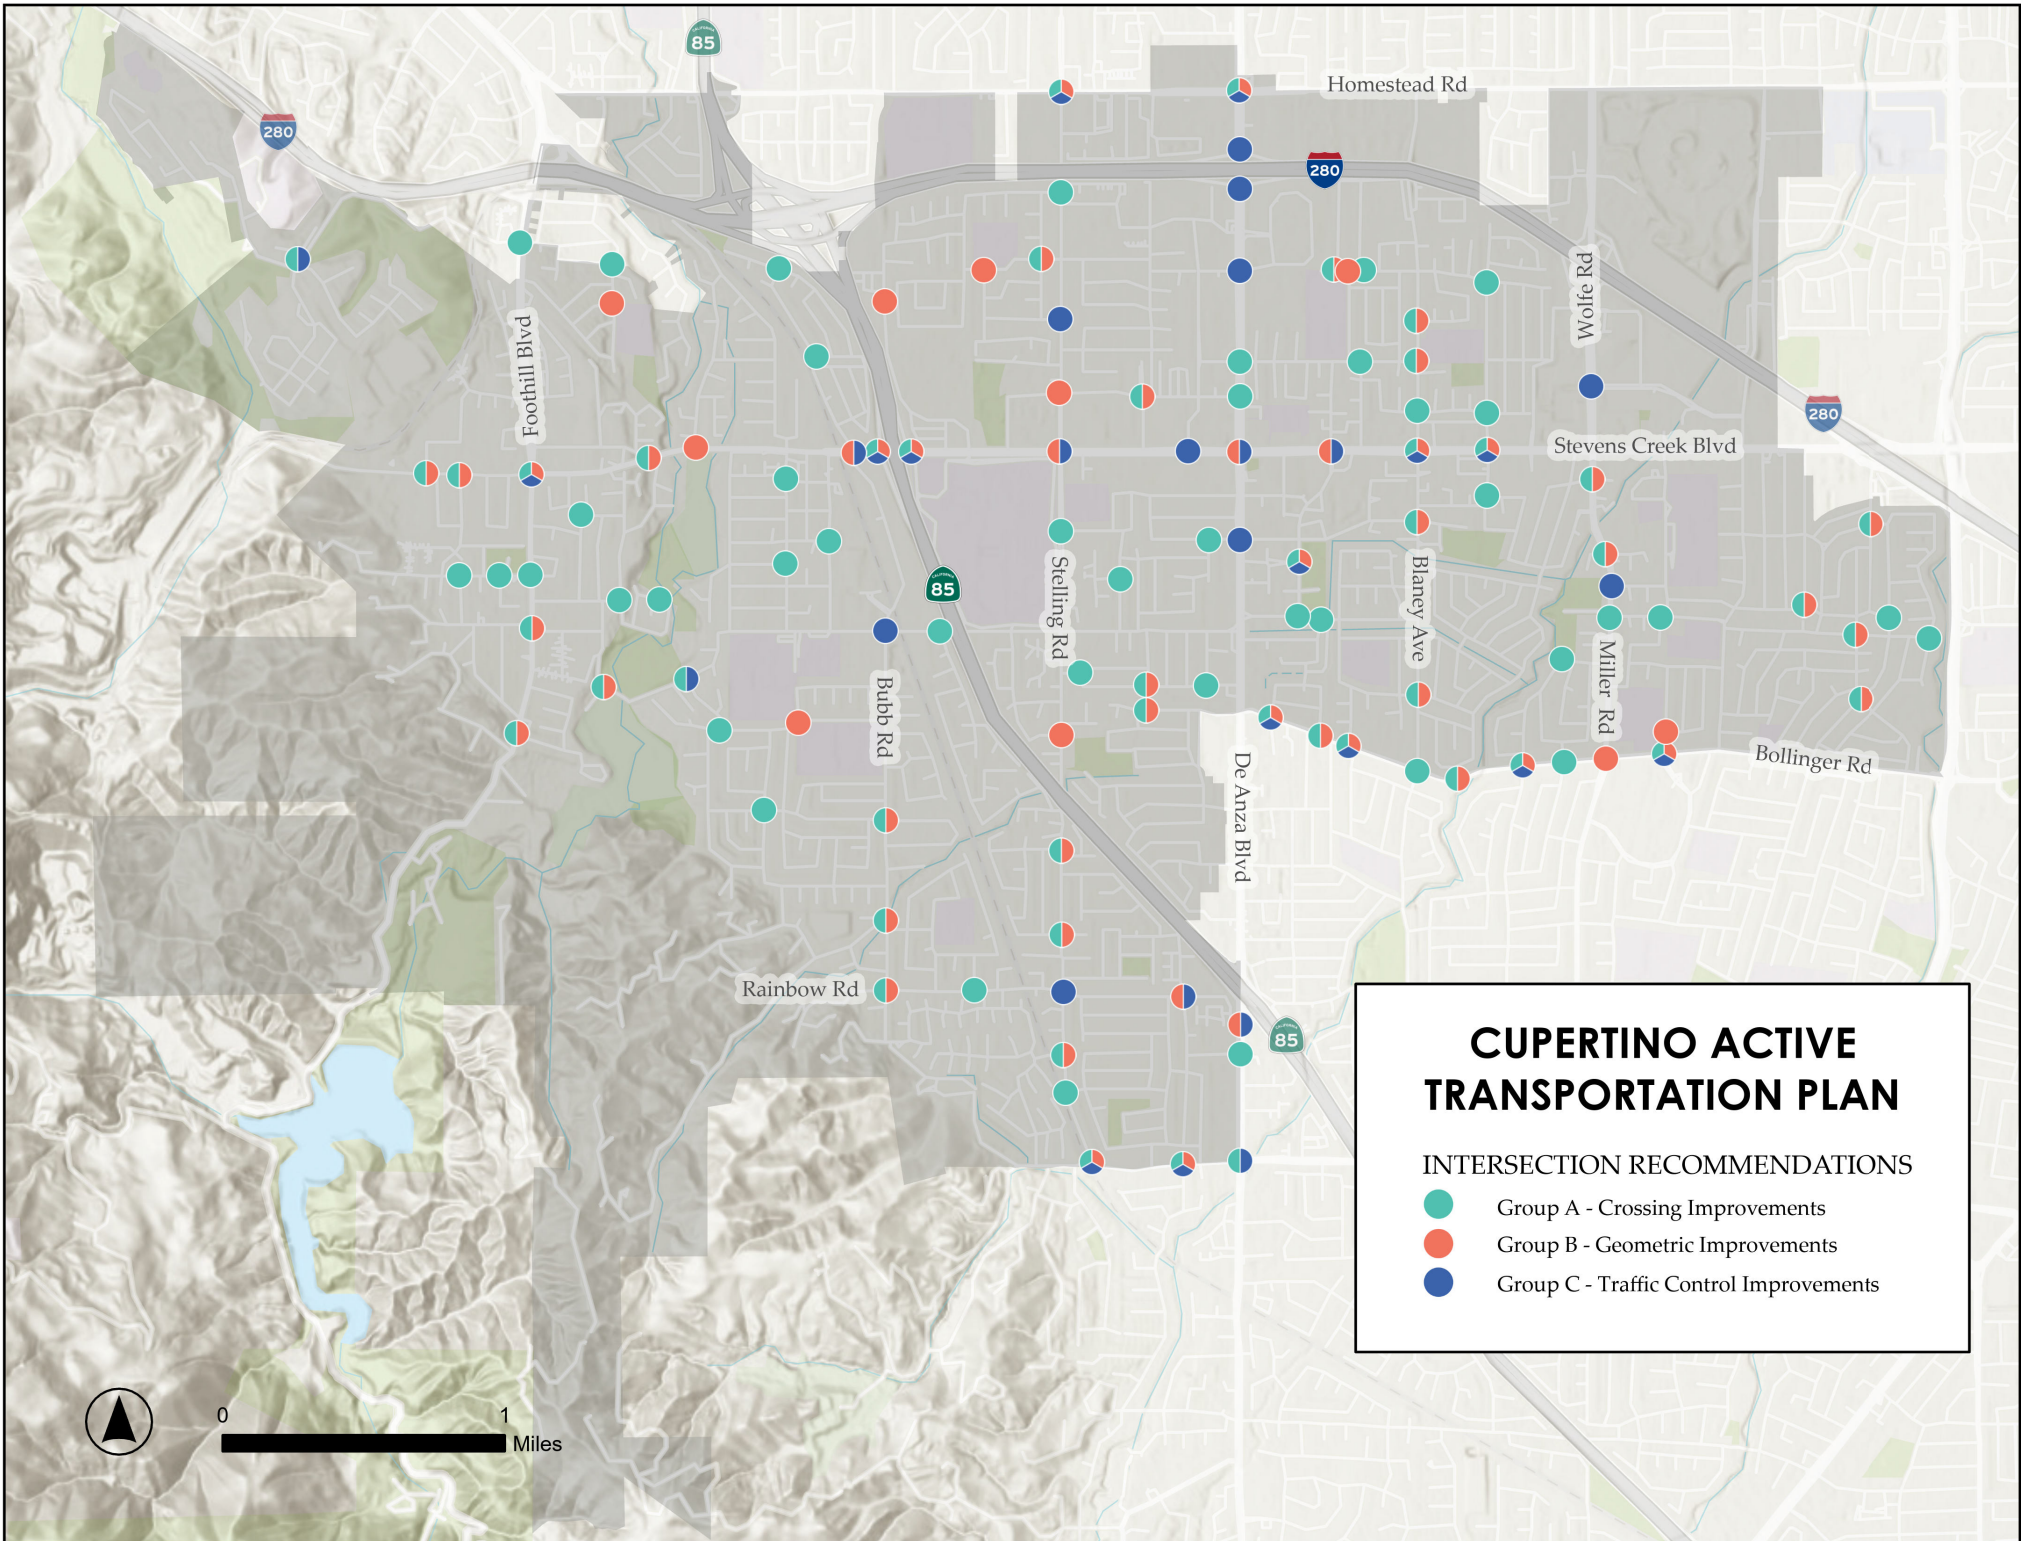 85
Homestead Rd
280
280
Wolfe Rd
Foothill Blvd
280
Stevens Creek Blvd
CALIFORNIA
85
Stelling Rd
Blaney Ave
Miller Rd
Bubb Rd
De Anza Blvd
Bollinger Rd
Rainbow Rd
85
CUPERTINO ACTIVE
TRANSPORTATION PLAN
INTERSECTION RECOMMENDATIONS
Group A - Crossing Improvements
Group B - Geometric Improvements
Group C - Traffic Control Improvements
0 1
Miles